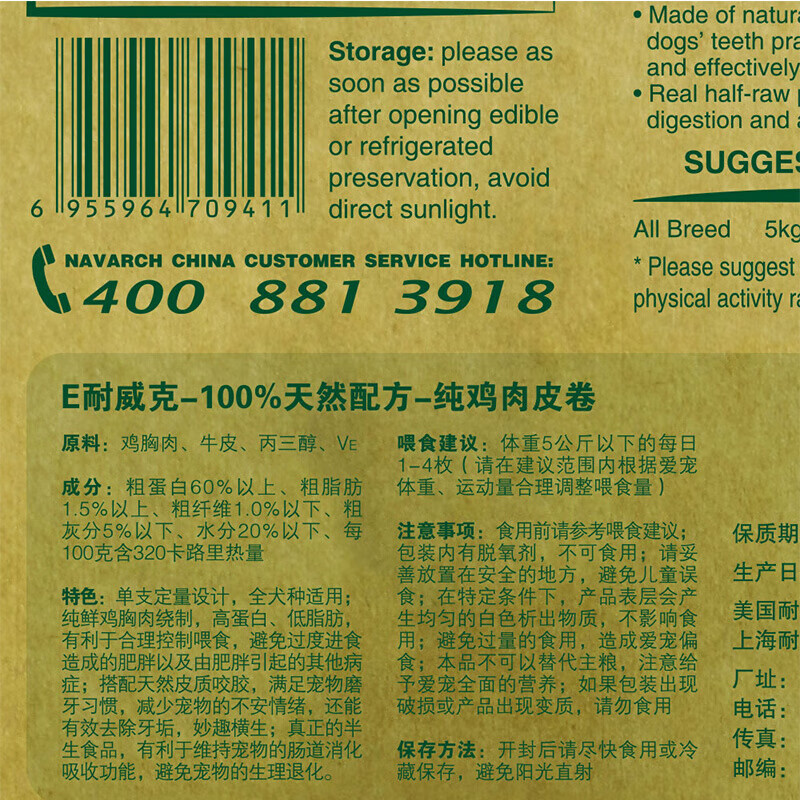 Storage: please as
soon as possible
after opening edible
or refrigerated
preservation, avoid
direct sunlight.
6 955964 709411
NAVARCH CHINA CUSTOMER SERVICE HOTLINE:
400 881 3918
• Made of natura
dogs' teeth pra
and effectively
• Real half-raw
digestion and a
SUGGES
All Breed 5kg
* Please suggest
physical activity ra
E耐威克-100%天然配方-纯鸡肉皮卷
原料：鸡胸肉、牛皮、丙三醇、VE
成分：粗蛋白60%以上、粗脂肪
1.5%以上、粗纤维1.0%以下、粗
灰分5%以下、水分20%以下、每
100克含320卡路里热量
特色：单支定量设计，全犬种适用；
纯鲜鸡胸肉绕制，高蛋白、低脂肪，
有利于合理控制喂食，避免过度进食
造成的肥胖以及由肥胖引起的其他病
症；搭配天然皮质咬胶，满足宠物磨
牙习惯，减少宠物的不安情绪，还能
有效去除牙垢，妙趣横生；真正的半
生食品，有利于维持宠物的肠道消化
吸收功能，避免宠物的生理退化。
喂食建议：体重5公斤以下的每日
1-4枚（请在建议范围内根据爱宠
体重、运动量合理调整喂食量）
注意事项：食用前请参考喂食建议；
包装内有脱氧剂，不可食用；请妥
善放置在安全的地方，避免儿童误
食；在特定条件下，产品表层会产
生均匀的白色析出物质，不影响食
用；避免过量的食用，造成爱宠偏
食；本品不可以替代主粮，注意给
予爱宠全面的营养；如果包装出现
破损或产品出现变质，请勿食用
保存方法：开封后请尽快食用或冷
藏保存，避免阳光直射
保质期
生产日
美国耐
上海耐
厂址：
电话：
传真：
邮编：